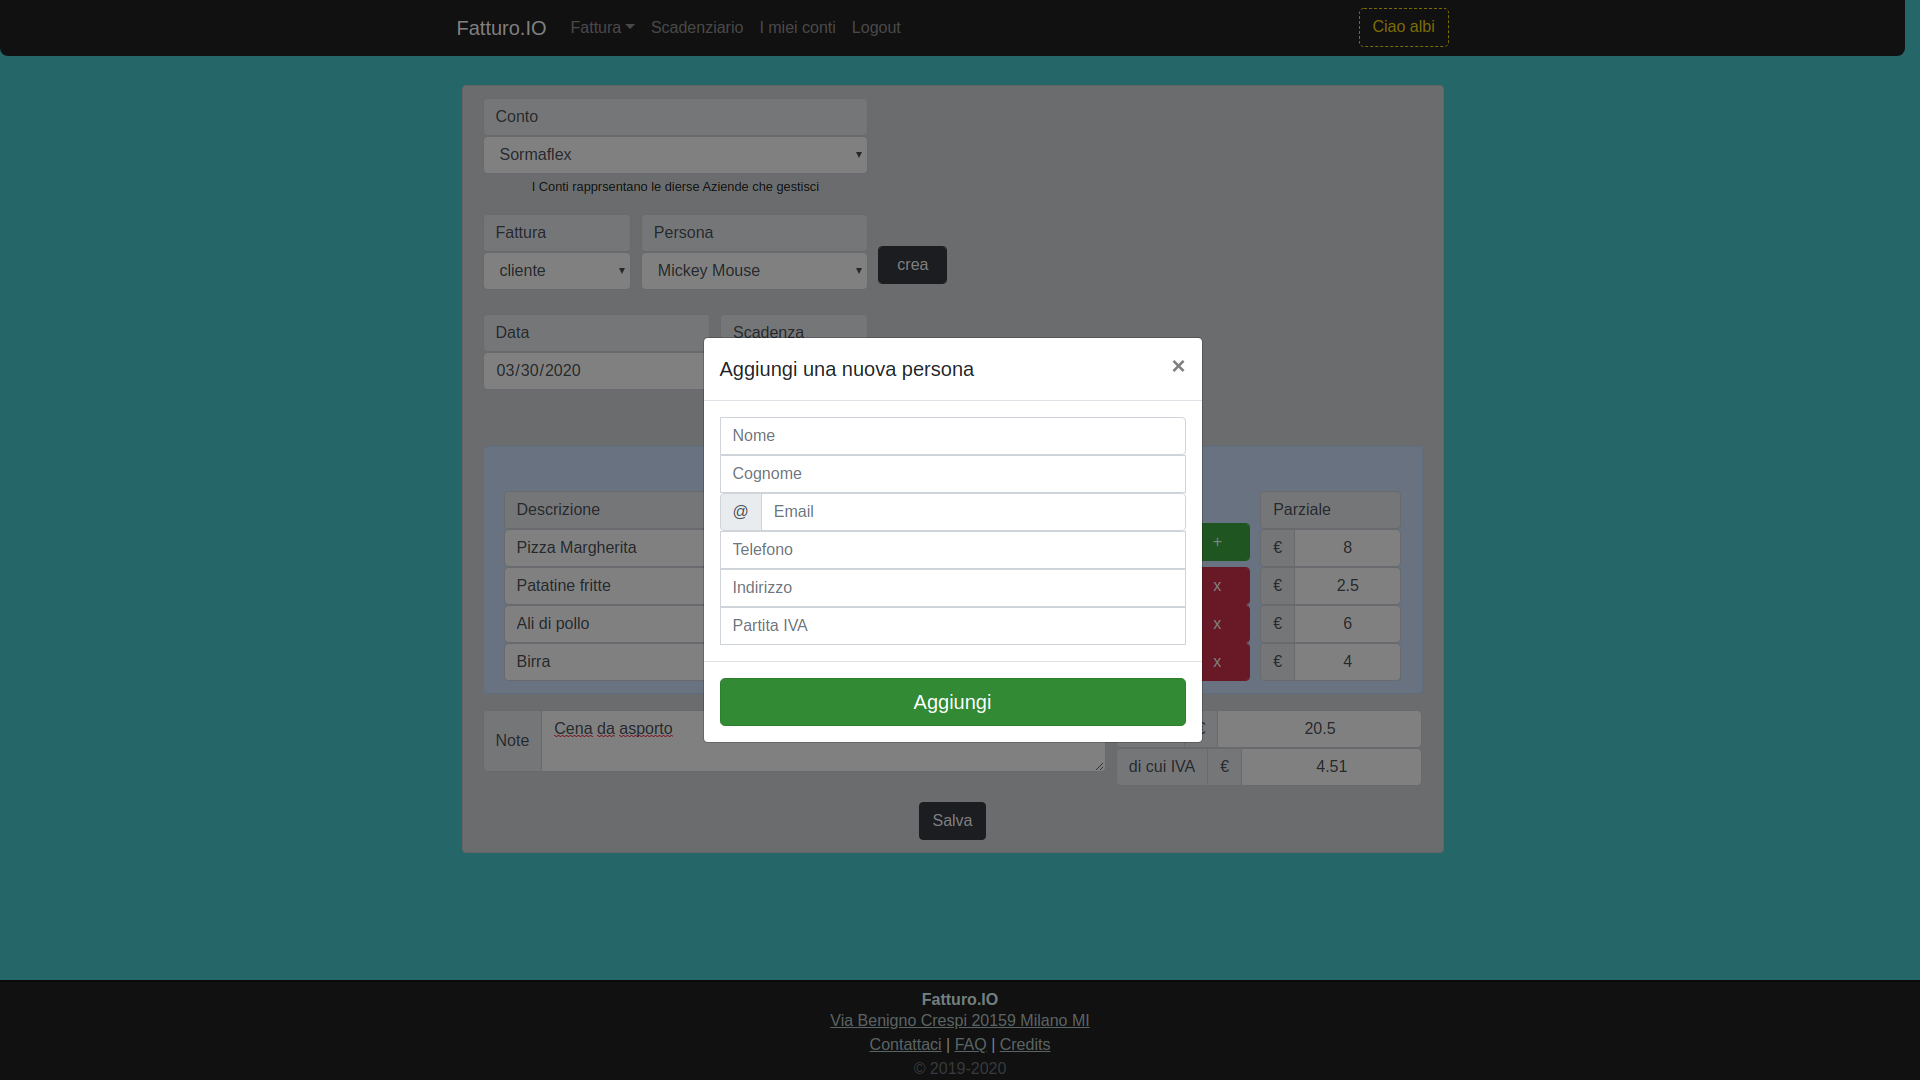 Fatturo.IO Fattura Scadenziario I miei conti Logout Ciao albi
Conto
Sormaflex
I Conti rapprsentano le dierse Aziende che gestisci
Fattura Persona
cliente Mickey Mouse crea
Data Scadenza
03/30/2020
Aggiungi una nuova persona ×
Nome
Cognome
@ Email
Telefono
Indirizzo
Partita IVA
Aggiungi
Descrizione Parziale
Pizza Margherita + € 8
Patatine fritte x € 2.5
Ali di pollo x € 6
Birra x € 4
Note Cena da asporto € 20.5
di cui IVA € 4.51
Salva
Fatturo.IO
Via Benigno Crespi 20159 Milano MI
Contattaci | FAQ | Credits
© 2019-2020